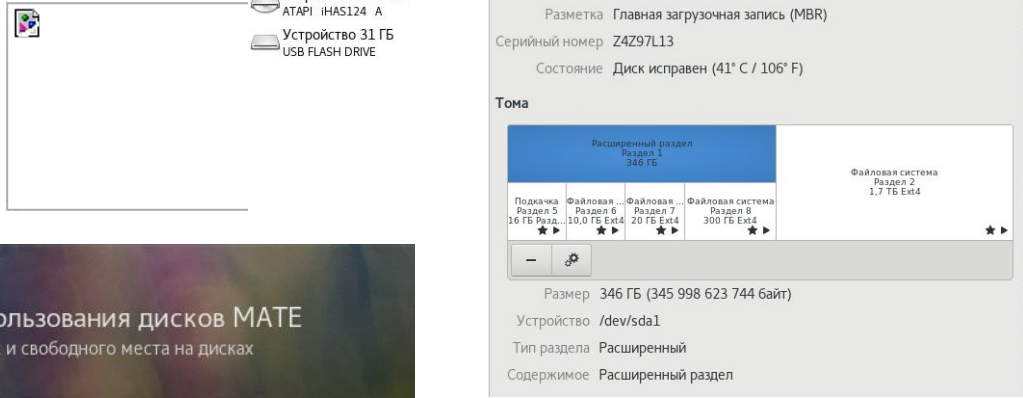 ATAPI iHAS124 A
Устройство 31 ГБ
USB FLASH DRIVE
ользования дисков MATE
и свободного места на дисках
Разметка Главная загрузочная запись (MBR)
Серийный номер Z4Z97L13
Состояние Диск исправен (41° C / 106° F)
Тома
Расширенный раздел
Раздел 1
346 ГБ
Файловая система
Раздел 2
1,7 ТБ Ext4
Подкачка
Раздел 5
16 ГБ Разд...
Файловая ...
Раздел 6
10,0 ГБ Ext4
Файловая ...
Раздел 7
20 ГБ Ext4
Файловая система
Раздел 8
300 ГБ Ext4
Размер 346 ГБ (345 998 623 744 байт)
Устройство /dev/sda1
Тип раздела Расширенный
Содержимое Расширенный раздел